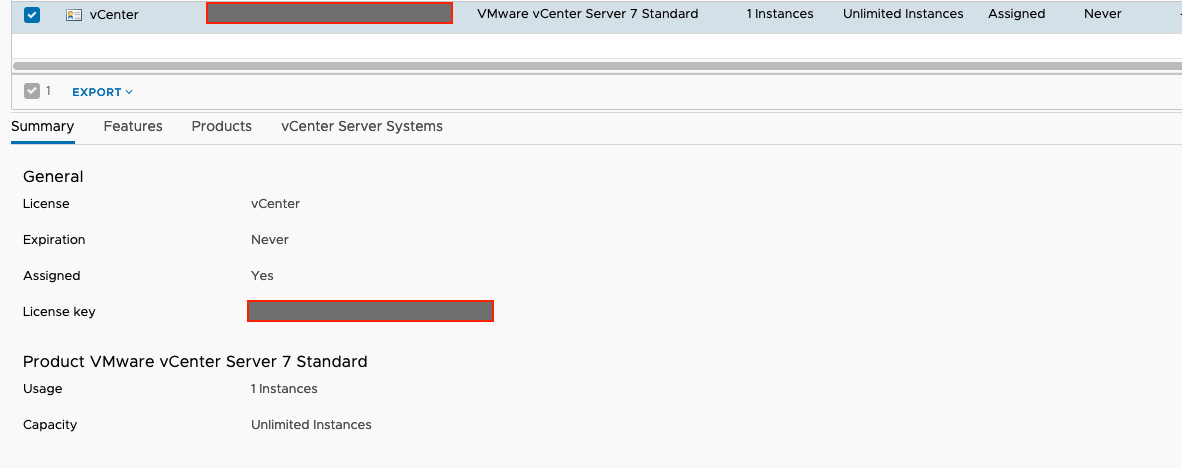 vCenter VMware vCenter Server 7 Standard 1 Instances Unlimited Instances Assigned Never
1 EXPORT
Summary Features Products vCenter Server Systems
General
License vCenter
Expiration Never
Assigned Yes
License key
Product VMware vCenter Server 7 Standard
Usage 1 Instances
Capacity Unlimited Instances